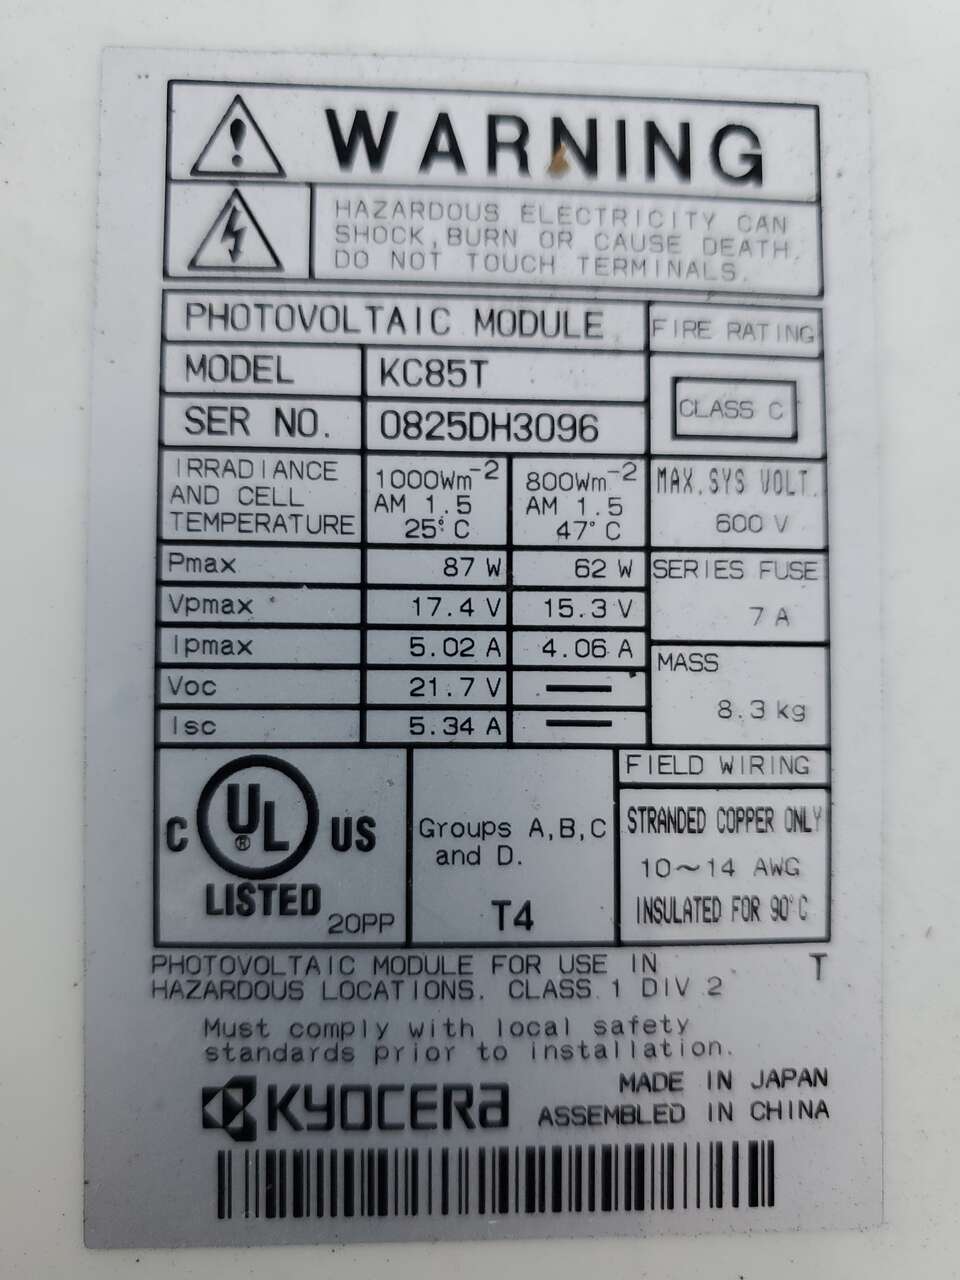 WARNING
HAZARDOUS ELECTRICITY CAN
SHOCK, BURN OR CAUSE DEATH.
DO NOT TOUCH TERMINALS.
PHOTOVOLTAIC MODULE
FIRE RATING
MODEL KC85T
CLASS C
SER NO. 0825DH3096
IRRADIANCE
AND CELL
TEMPERATURE
1000Wm⁻²
AM 1.5
25°C
800Wm⁻²
AM 1.5
47°C
MAX. SYS VOLT.
600 V
Pmax 87 W 62 W
Vpmax 17.4 V 15.3 V
Ipmax 5.02 A 4.06 A
Voc 21.7 V —
Isc 5.34 A —
SERIES FUSE
7 A
MASS
8.3 kg
C UL® US
LISTED 20PP
Groups A,B,C
and D.
T4
FIELD WIRING
STRANDED COPPER ONLY
10~14 AWG
INSULATED FOR 90°C
PHOTOVOLTAIC MODULE FOR USE IN
HAZARDOUS LOCATIONS. CLASS 1 DIV 2
T
Must comply with local safety
standards prior to installation.
KYOCERA
MADE IN JAPAN
ASSEMBLED IN CHINA